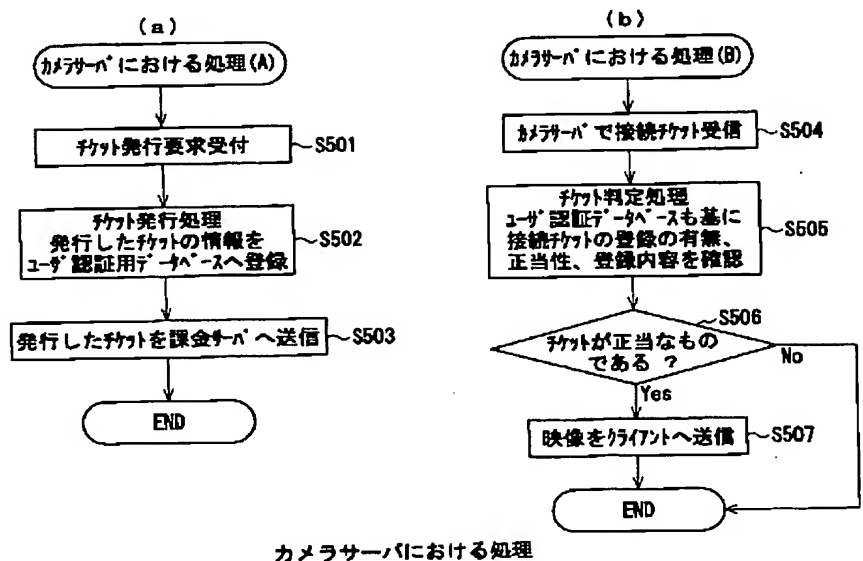 (a)
カメラサーバにおける処理(A)
チケット発行要求受付
S501
チケット発行処理
発行したチケットの情報を
ユーザ認証用データベースへ登録
S502
発行したチケットを課金サーバへ送信
S503
END
(b)
カメラサーバにおける処理(B)
カメラサーバで接続チケット受信
S504
チケット判定処理
ユーザ認証データベースも基に
接続チケットの登録の有無、
正当性、登録内容を確認
S505
チケットが正当なもの
である ?
S506
No
Yes
映像をクライアントへ送信
S507
END
カメラサーバにおける処理